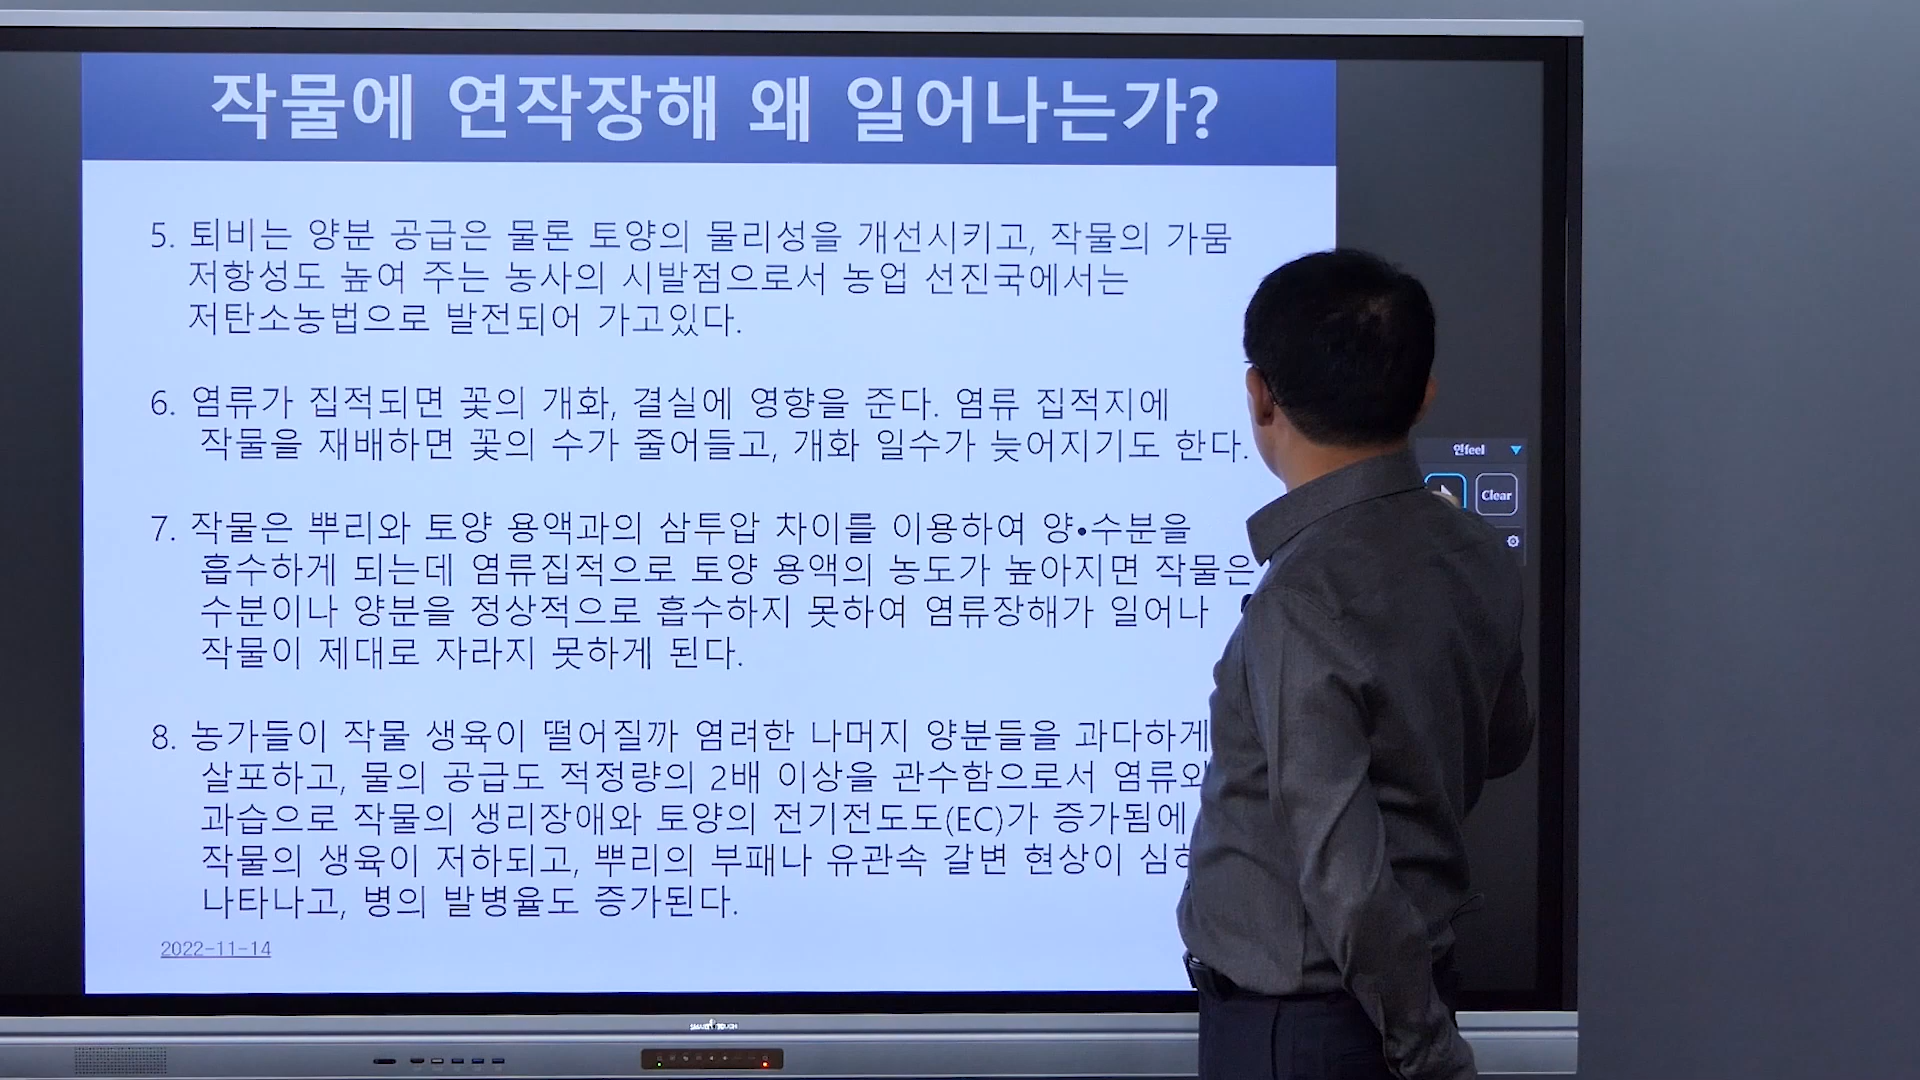 작물에 연작장해 왜 일어나는가?
5. 퇴비는 양분 공급은 물론 토양의 물리성을 개선시키고, 작물의 가뭄
저항성도 높여 주는 농사의 시발점으로서 농업 선진국에서는
저탄소농법으로 발전되어 가고있다.
6. 염류가 집적되면 꽃의 개화, 결실에 영향을 준다. 염류 집적지에
작물을 재배하면 꽃의 수가 줄어들고, 개화 일수가 늦어지기도 한다.
7. 작물은 뿌리와 토양 용액과의 삼투압 차이를 이용하여 양•수분을
흡수하게 되는데 염류집적으로 토양 용액의 농도가 높아지면 작물은
수분이나 양분을 정상적으로 흡수하지 못하여 염류장해가 일어나
작물이 제대로 자라지 못하게 된다.
8. 농가들이 작물 생육이 떨어질까 염려한 나머지 양분들을 과다하게
살포하고, 물의 공급도 적정량의 2배 이상을 관수함으로서 염류와
과습으로 작물의 생리장애와 토양의 전기전도도(EC)가 증가됨에
작물의 생육이 저하되고, 뿌리의 부패나 유관속 갈변 현상이
나타나고, 병의 발병율도 증가된다.
2022-11-14
인feel
Clear
SMART TOUCH